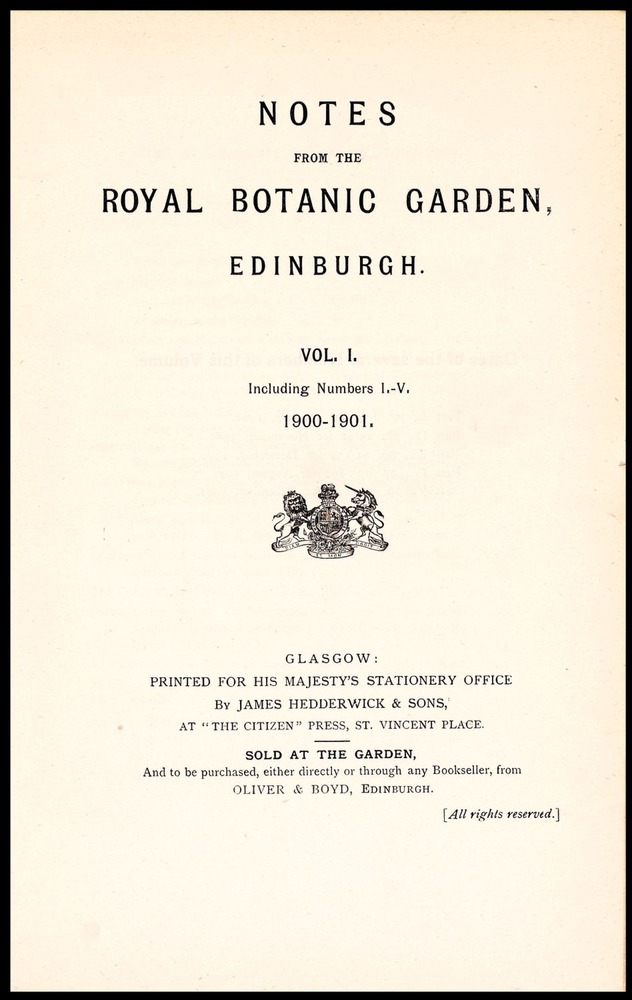 NOTES
FROM THE
ROYAL BOTANIC GARDEN,
EDINBURGH.
VOL. I.
Including Numbers I.-V.
1900-1901.
GLASGOW:
PRINTED FOR HIS MAJESTY'S STATIONERY OFFICE
By JAMES HEDDERWICK & SONS,
AT "THE CITIZEN" PRESS, ST. VINCENT PLACE.
SOLD AT THE GARDEN,
And to be purchased, either directly or through any Bookseller, from
OLIVER & BOYD, EDINBURGH.
[All rights reserved.]